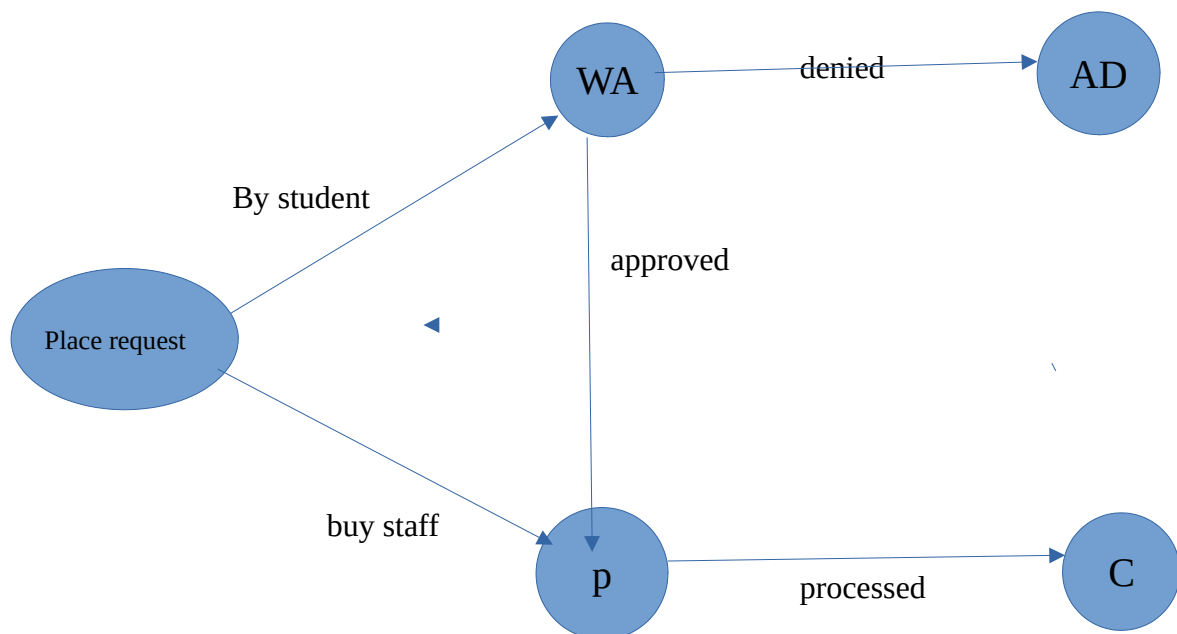 WA
denied
AD
By student
approved
Place request
buy staff
p
processed
C